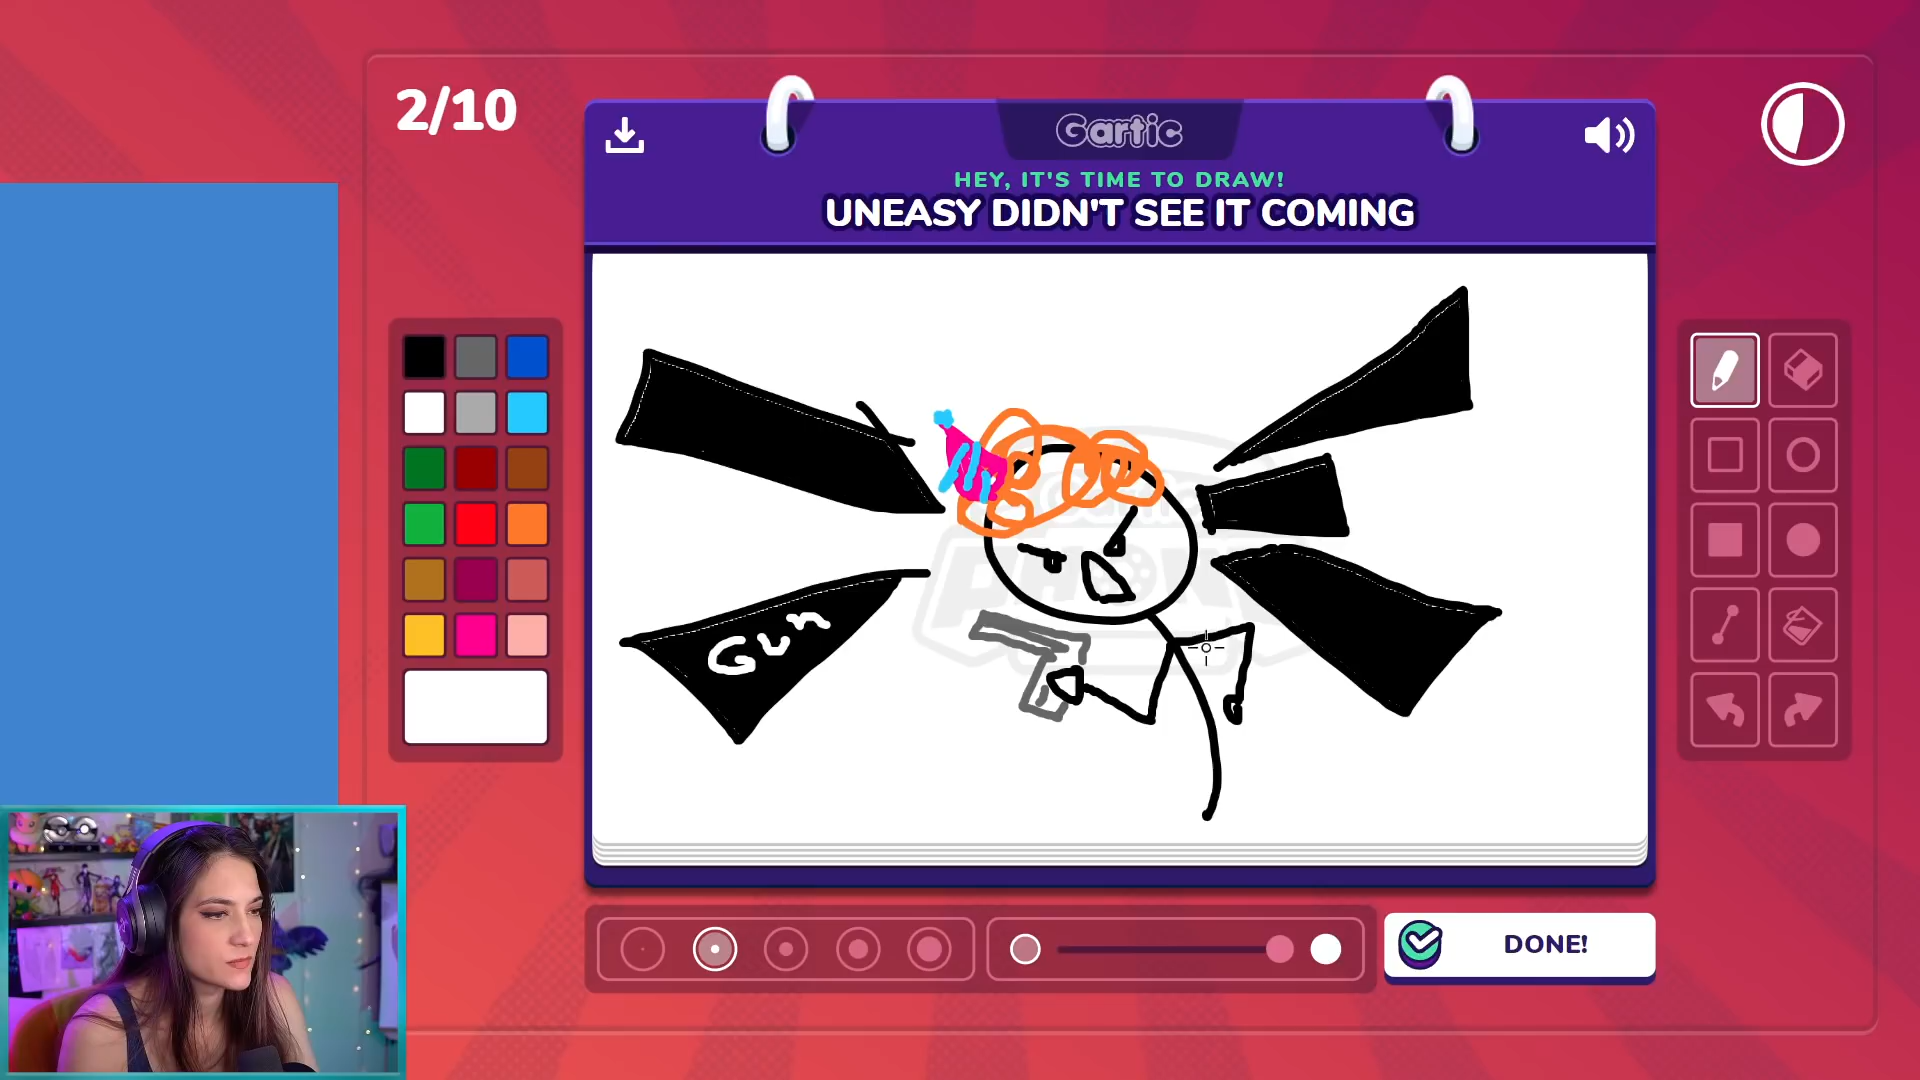 2/10
Gartic
HEY, IT'S TIME TO DRAW!
UNEASY DIDN'T SEE IT COMING
Gun
DONE!